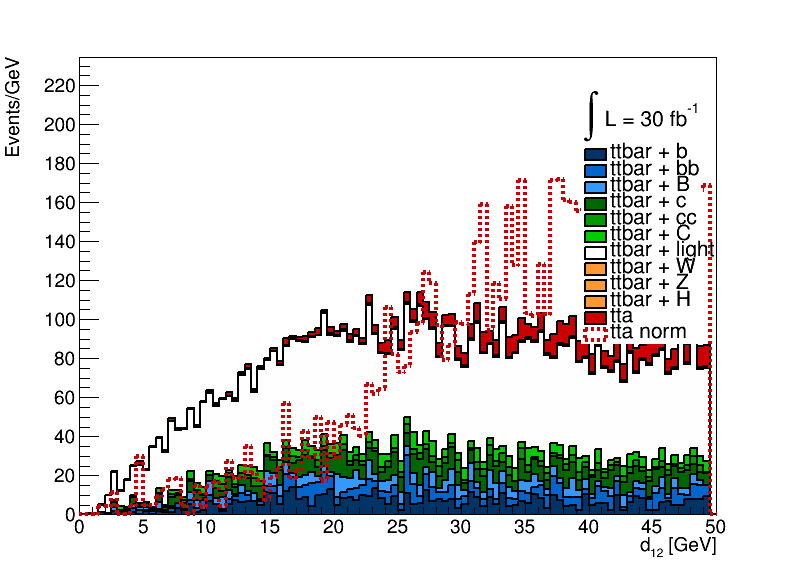 Events/GeV
220
200
180
160
140
120
100
80
60
40
20
0
∫ L = 30 fb⁻¹
ttbar + b
ttbar + bb
ttbar + B
ttbar + c
ttbar + cc
ttbar + C
ttbar + light
ttbar + W
ttbar + Z
ttbar + H
tta
tta norm
0 5 10 15 20 25 30 35 40 45 50
d₁₂ [GeV]